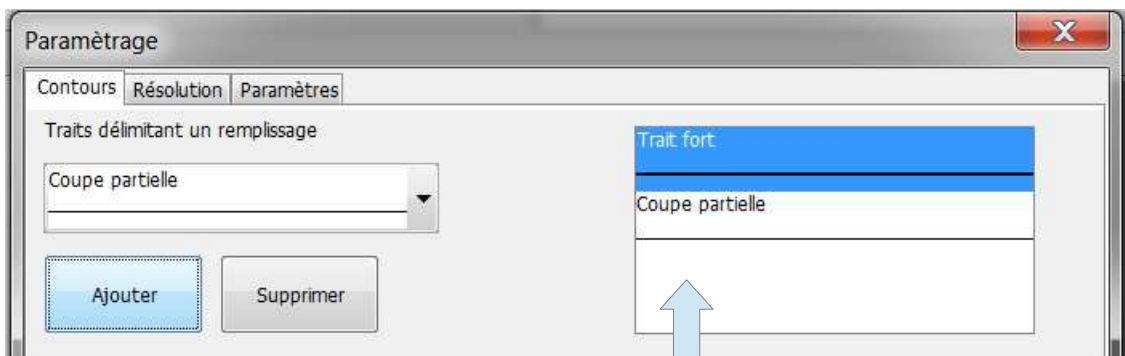 Paramètrage
Contours Résolution Paramètres
Traits délimitant un remplissage
Coupe partielle
Ajouter Supprimer
Trait fort
Coupe partielle